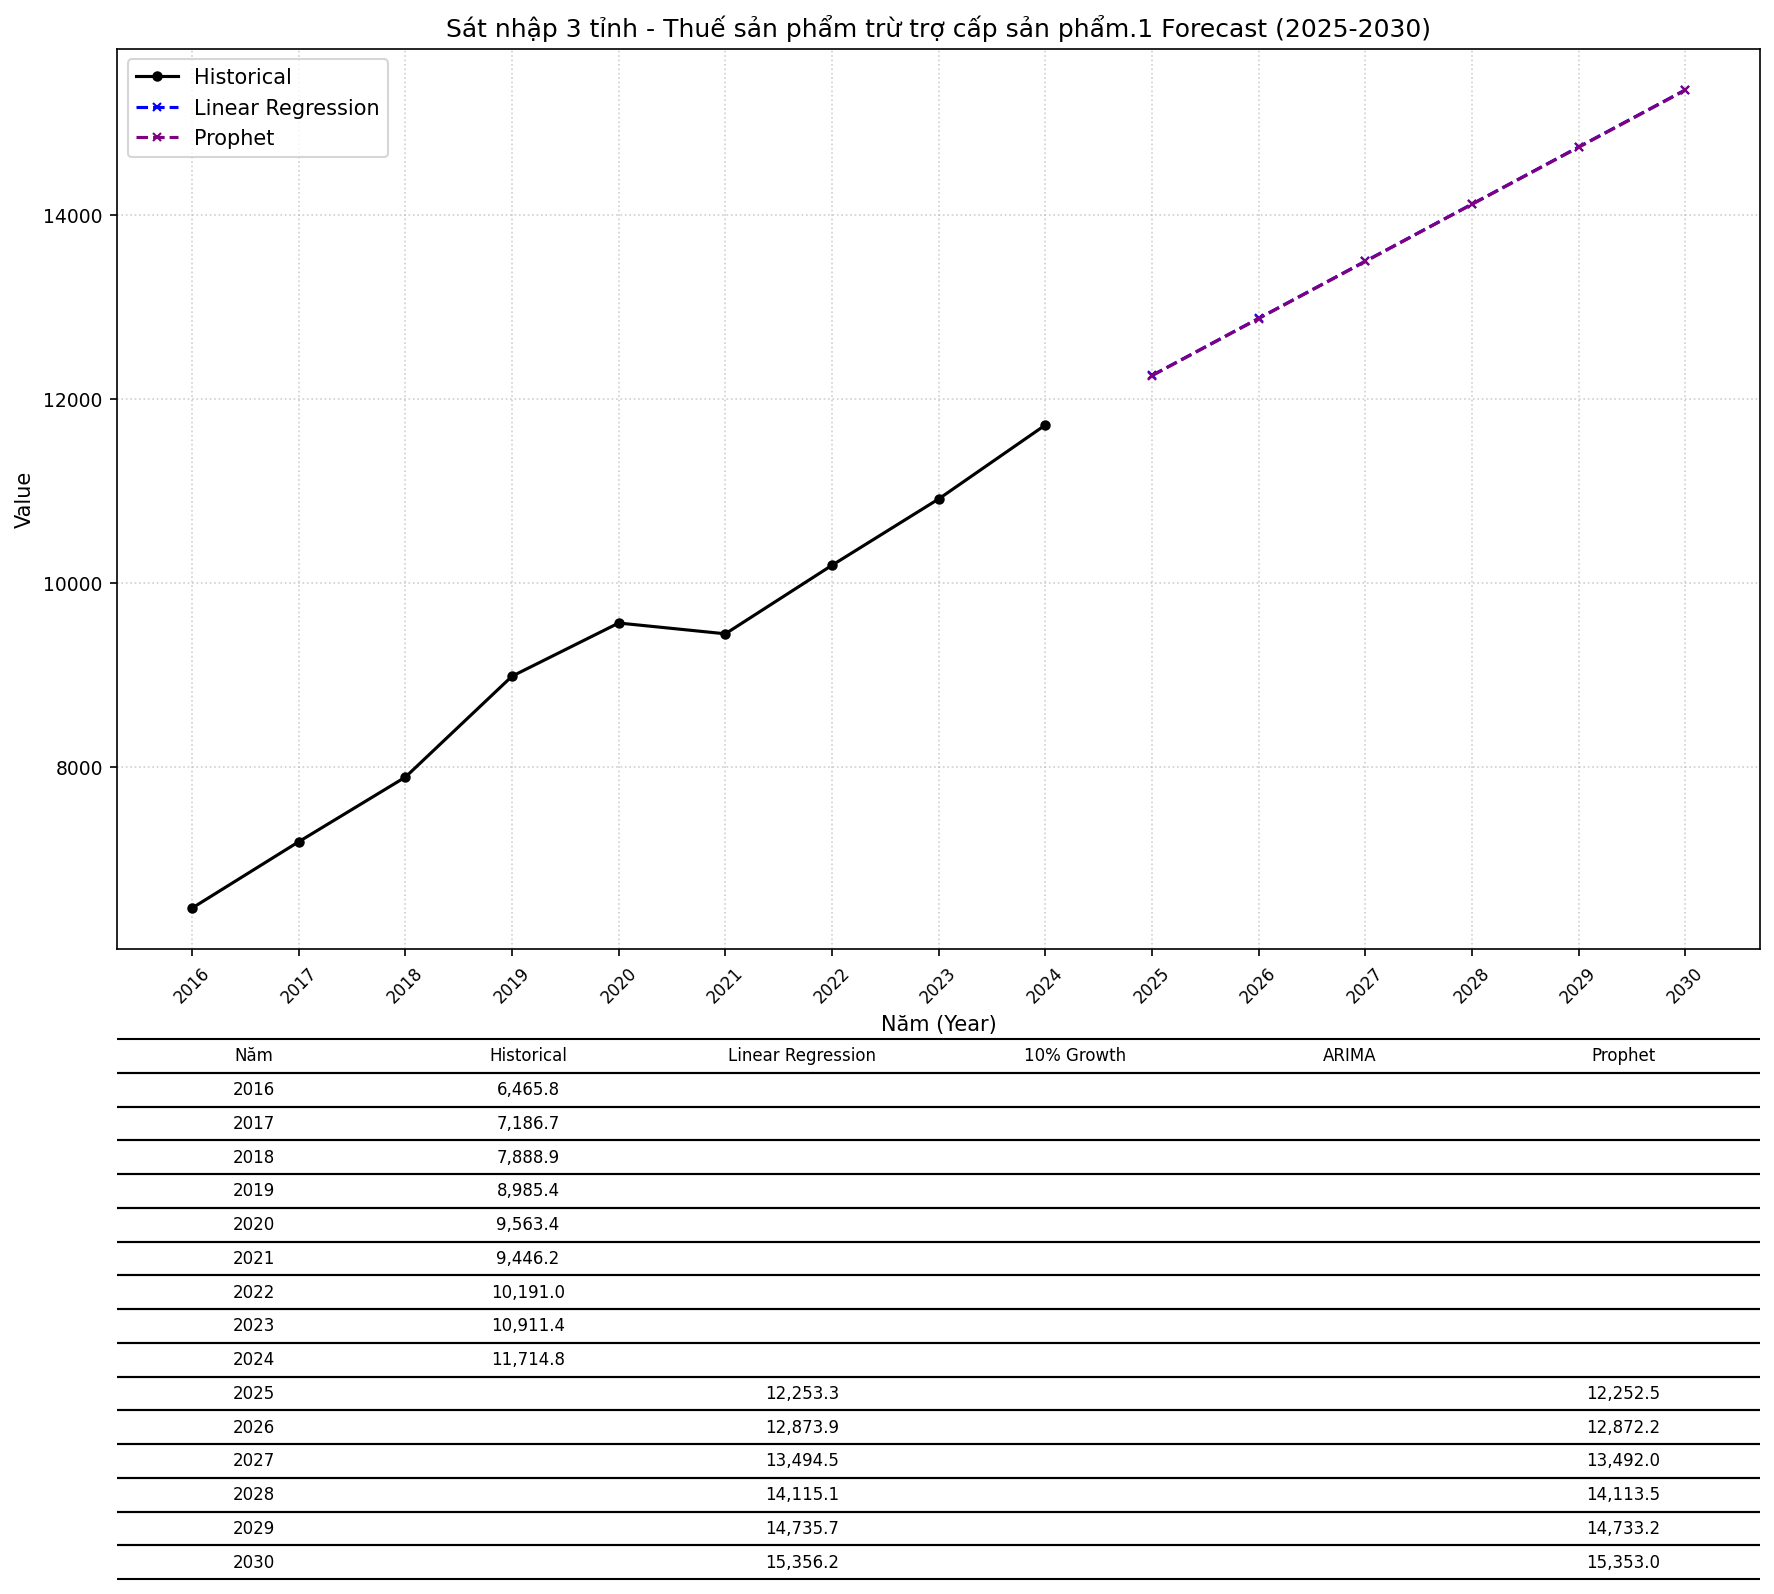 Sát nhập 3 tỉnh - Thuế sản phẩm trừ trợ cấp sản phẩm.1 Forecast (2025-2030)
Historical
Linear Regression
Prophet
14000
12000
10000
8000
Value
2016 2017 2018 2019 2020 2021 2022 2023 2024 2025 2026 2027 2028 2029 2030
Năm (Year)
Năm Historical Linear Regression 10% Growth ARIMA Prophet
2016 6,465.8
2017 7,186.7
2018 7,888.9
2019 8,985.4
2020 9,563.4
2021 9,446.2
2022 10,191.0
2023 10,911.4
2024 11,714.8
2025 12,253.3 12,252.5
2026 12,873.9 12,872.2
2027 13,494.5 13,492.0
2028 14,115.1 14,113.5
2029 14,735.7 14,733.2
2030 15,356.2 15,353.0